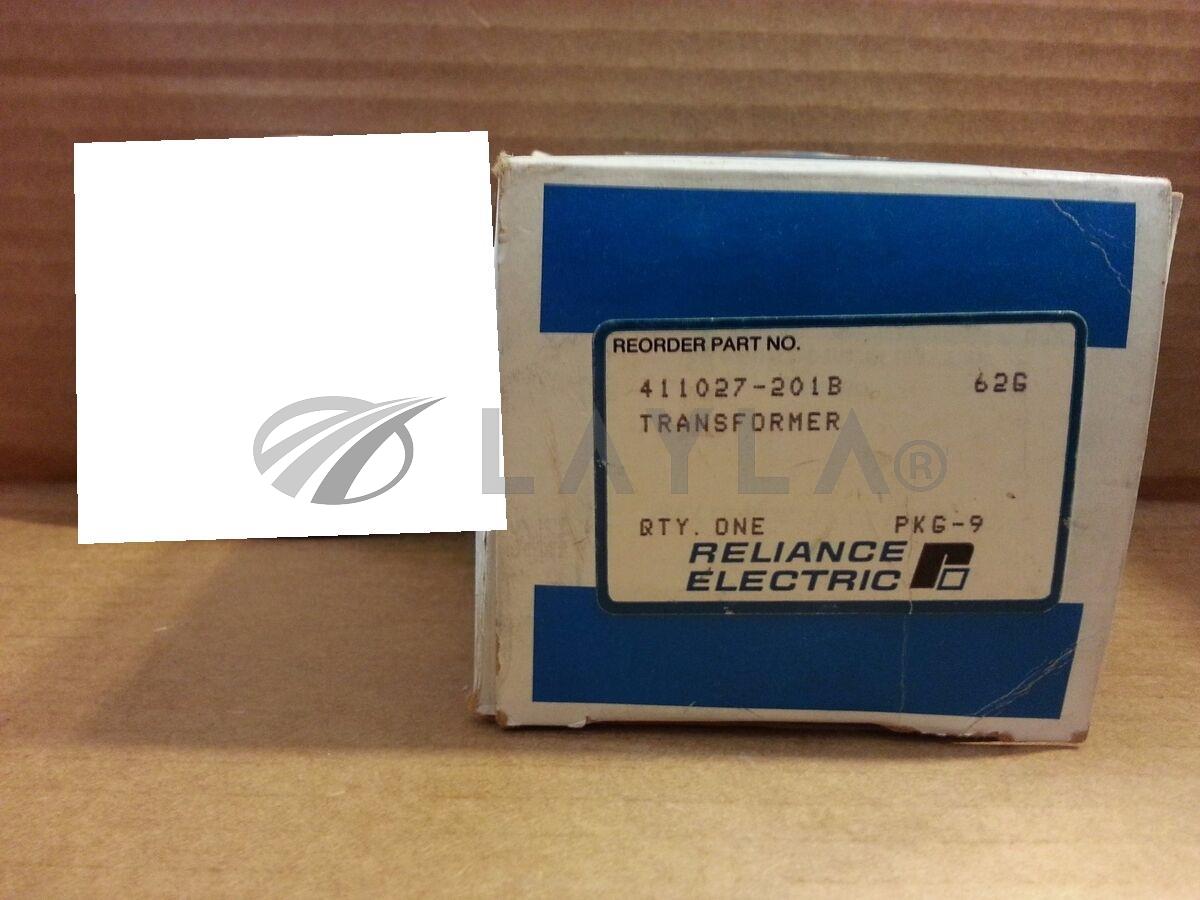 REORDER PART NO.
411027-201B 62G
TRANSFORMER
LAYLA®
QTY. ONE PKG-9
RELIANCE
ELECTRIC